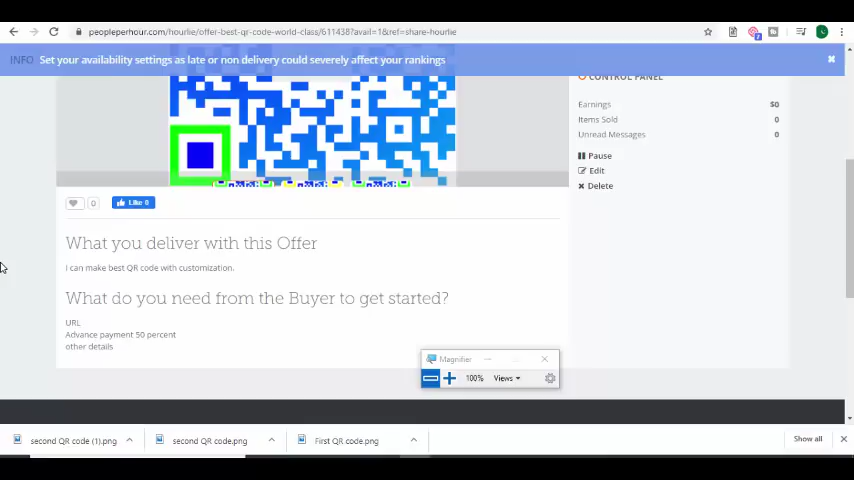 peopleperhour.com/hourlie/offer-best-qr-code-world-class/611438?avail=1&ref=share-hourlie
INFO Set your availability settings as late or non delivery could severely affect your rankings
CONTROL PANEL
Earnings $0
Items Sold 0
Unread Messages 0
Pause
Edit
Delete
0 Like 0
What you deliver with this Offer
I can make best QR code with customization.
What do you need from the Buyer to get started?
URL
Advance payment 50 percent
other details
Magnifier
100% Views
second QR code (1).png second QR code.png First QR code.png Show all